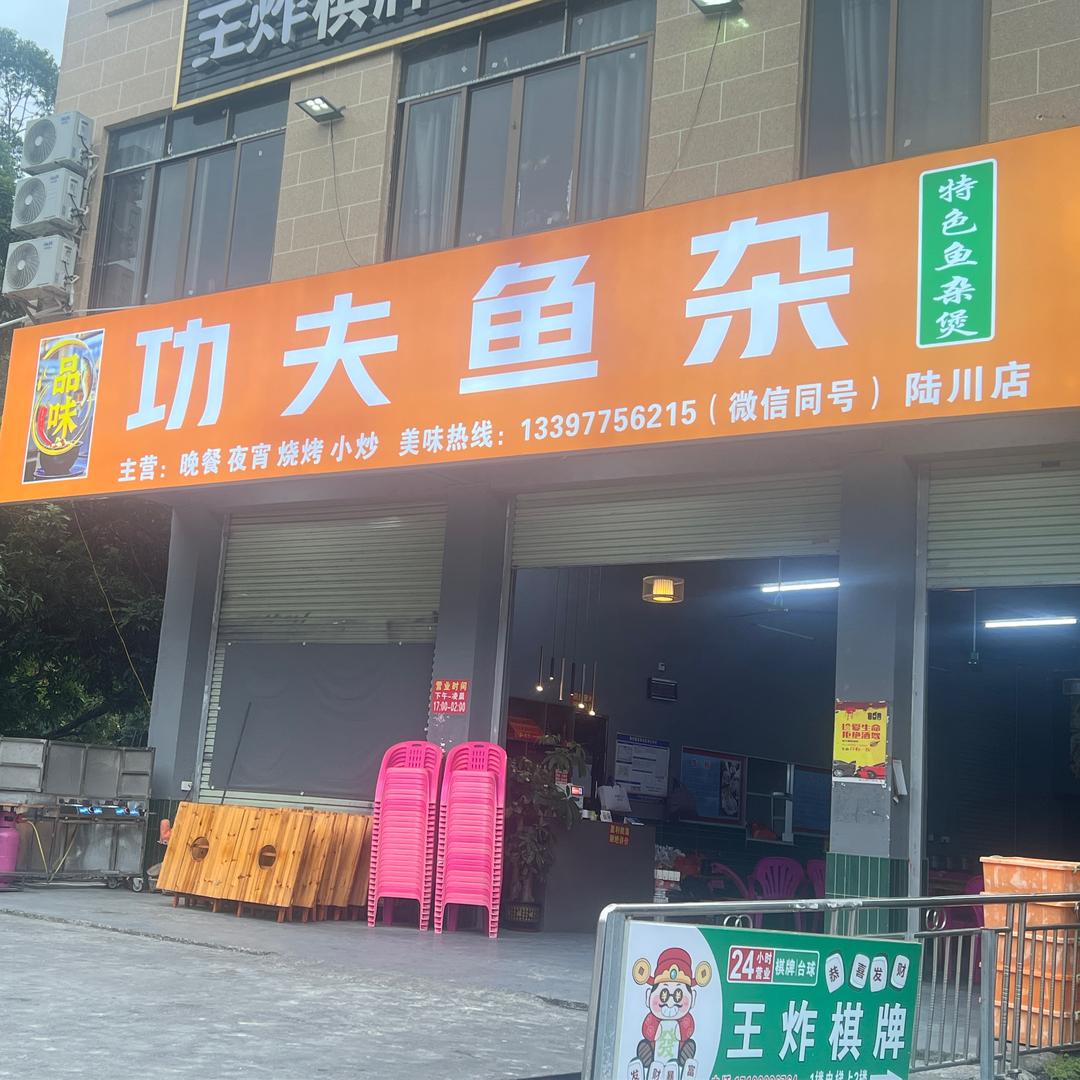 王炸棋牌
特色鱼杂煲
功夫鱼杂
品味
主营：晚餐 夜宵 烧烤 小炒 美味热线：13397756215（微信同号）陆川店
营业时间
下午-凌晨
17:00-02:00
珍爱生命
拒绝酒驾
24小时营业 棋牌|台球
恭喜发财
王炸棋牌